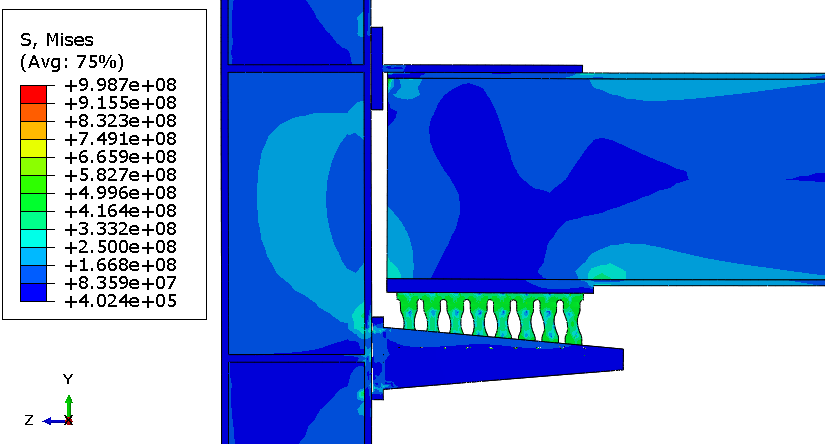 S, Mises
(Avg: 75%)
+9.987e+08
+9.155e+08
+8.323e+08
+7.491e+08
+6.659e+08
+5.827e+08
+4.996e+08
+4.164e+08
+3.332e+08
+2.500e+08
+1.668e+08
+8.359e+07
+4.024e+05
Y
Z
X